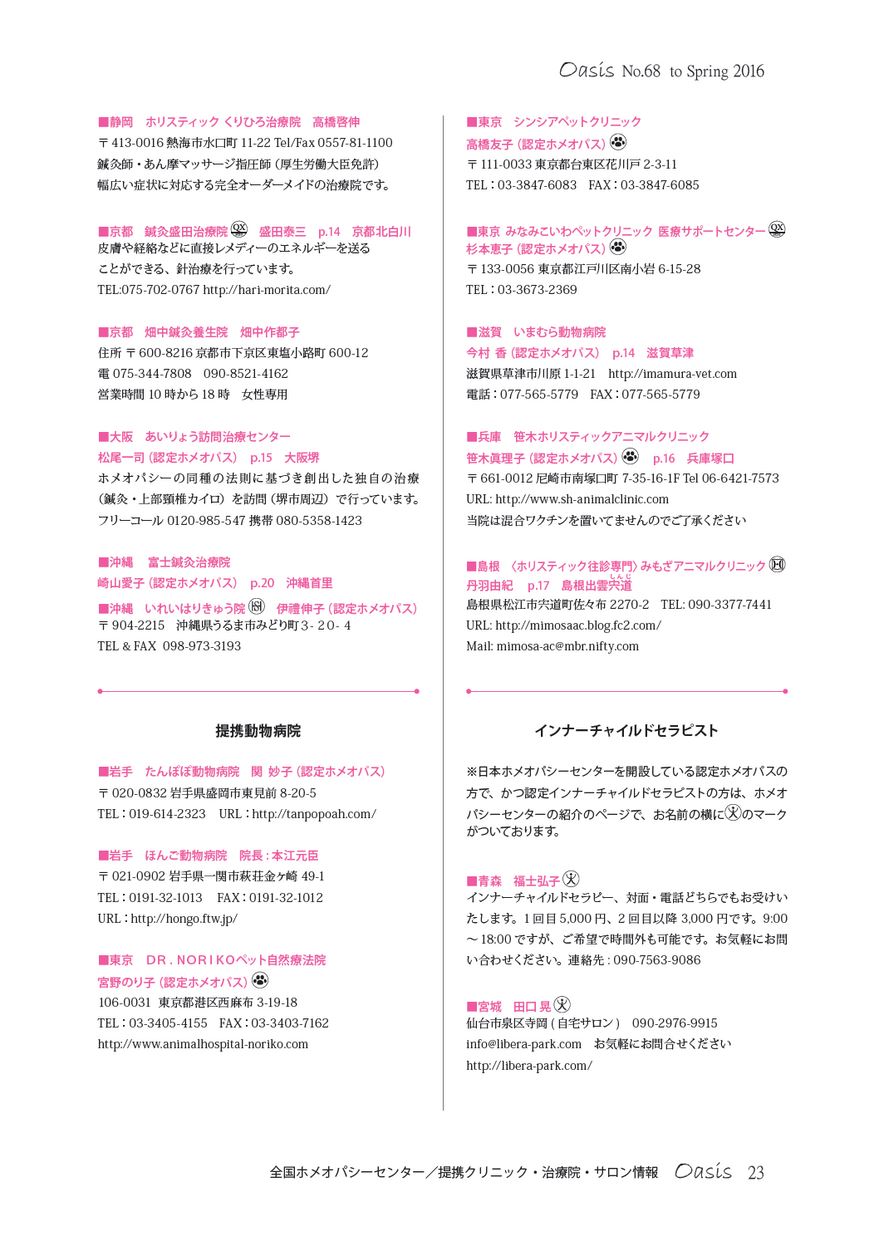 Oasis No.68 to Spring 2016
■静岡　ホリスティック くりひろ治療院　高橋啓伸
〒 413-0016 熱海市水口町 11-22 Tel/Fax 0557-81-1100
鍼灸師・あん摩マッサージ指圧師（厚生労働大臣免許）
幅広い症状に対応する完全オーダーメイドの治療院です。
■京都　鍼灸盛田治療院 QX　盛田泰三　p.14　京都北白川
皮膚や経絡などに直接レメディーのエネルギーを送る
ことができる、針治療を行っています。
TEL:075-702-0767 http://hari-morita.com/
■京都　畑中鍼灸養生院　畑中作都子
住所 〒 600-8216 京都市下京区東塩小路町 600-12
電 075-344-7808　090-8521-4162
営業時間 10 時から 18 時　女性専用
■大阪　あいりょう訪問治療センター
松尾一司（認定ホメオパス）　p.15　大阪堺
ホメオパシーの同種の法則に基づき創出した独自の治療
（鍼灸・上部頸椎カイロ）を訪問（堺市周辺）で行っています。
フリーコール 0120-985-547 携帯 080-5358-1423
■沖縄　富士鍼灸治療院
崎山愛子（認定ホメオパス）　p.20　沖縄首里
■沖縄　いれいはりきゅう院　伊禮伸子（認定ホメオパス）
〒 904-2215　沖縄県うるま市みどり町３-２０-４
TEL & FAX 098-973-3193
提携動物病院
■岩手　たんぽぽ動物病院　関 妙子（認定ホメオパス）
〒 020-0832 岩手県盛岡市東見前 8-20-5
TEL：019-614-2323　URL：http://tanpopoah.com/
■岩手　ほんご動物病院　院長：本江元臣
〒 021-0902 岩手県一関市萩荘金ヶ崎 49-1
TEL：0191-32-1013　FAX：0191-32-1012
URL：http://hongo.ftw.jp/
■東京　ＤＲ.ＮＯＲＩＫＯペット自然療法院
宮野のり子（認定ホメオパス）
106-0031 東京都港区西麻布 3-19-18
TEL：03-3405-4155　FAX：03-3403-7162
http://www.animalhospital-noriko.com
■東京　シンシアペットクリニック
高橋友子（認定ホメオパス）
〒 111-0033 東京都台東区花川戸 2-3-11
TEL：03-3847-6083　FAX：03-3847-6085
■東京 みなみこいわペットクリニック 医療サポートセンター QX
杉本恵子（認定ホメオパス）
〒 133-0056 東京都江戸川区南小岩 6-15-28
TEL：03-3673-2369
■滋賀　いまむら動物病院
今村 香（認定ホメオパス）　p.14　滋賀草津
滋賀県草津市川原 1-1-21　http://imamura-vet.com
電話：077-565-5779　FAX：077-565-5779
■兵庫　笹木ホリスティックアニマルクリニック
笹木眞理子（認定ホメオパス）　p.16　兵庫塚口
〒 661-0012 尼崎市南塚口町 7-35-16-1F Tel 06-6421-7573
URL: http://www.sh-animalclinic.com
当院は混合ワクチンを置いてませんのでご了承ください
■島根　〈ホリスティック往診専門〉みもざアニマルクリニック
しんじ
丹羽由紀　p.17　島根出雲宍道
島根県松江市宍道町佐々布 2270-2　TEL: 090-3377-7441
URL: http://mimosaac.blog.fc2.com/
Mail: mimosa-ac@mbr.nifty.com
インナーチャイルドセラピスト
※日本ホメオパシーセンターを開設している認定ホメオパスの
方で、かつ認定インナーチャイルドセラピストの方は、ホメオ
パシーセンターの紹介のページで、お名前の横にのマーク
がついております。
■青森　福士弘子
インナーチャイルドセラピー、対面・電話どちらでもお受けい
たします。1 回目 5,000 円、2 回目以降 3,000 円です。9:00
～ 18:00 ですが、ご希望で時間外も可能です。お気軽にお問
い合わせください。連絡先 : 090-7563-9086
■宮城　田口 晃
仙台市泉区寺岡 ( 自宅サロン )　090-2976-9915
info@libera-park.com　お気軽にお問合せください
http://libera-park.com/
全国ホメオパシーセンター／提携クリニック・治療院・サロン情報　Oasis　23